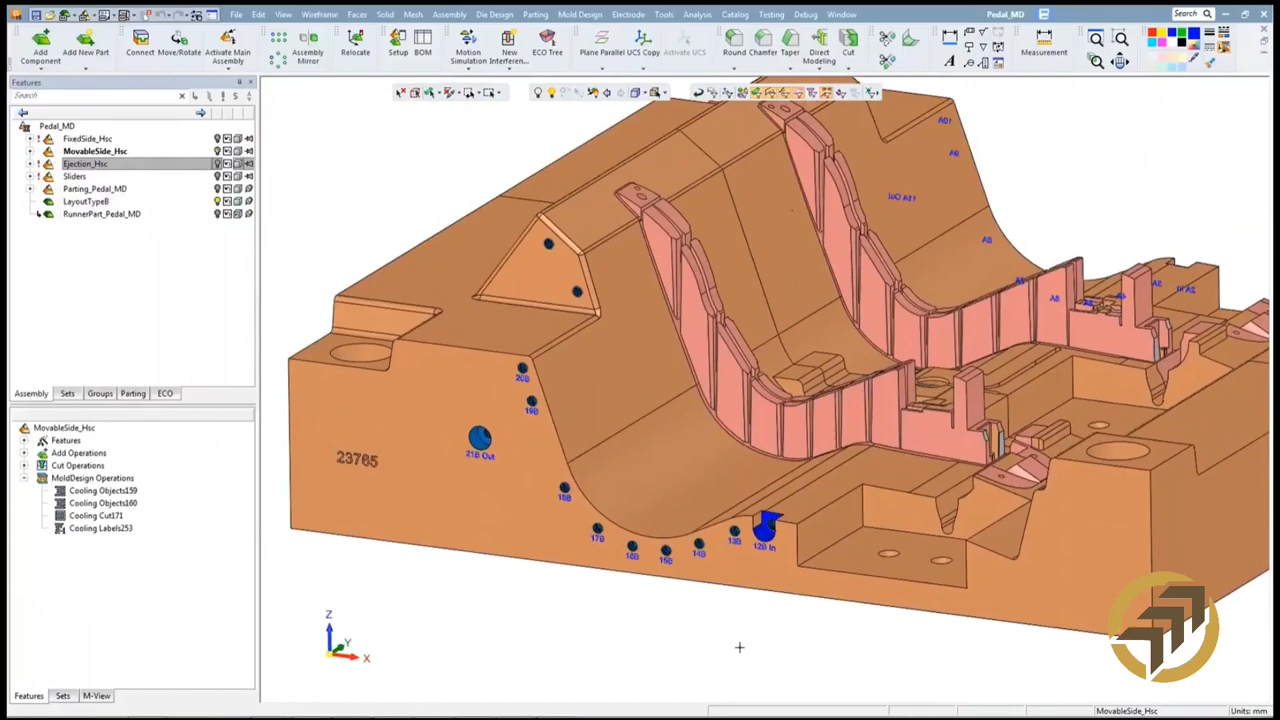 File Edit View Wireframe Faces Solid Mesh Assembly Die Design Parting Mold Design Electrode Tools Analysis Catalog Testing Debug Window Pedal_MD Search
Add Component
Add New Part
Connect
Move/Rotate
Activate Main Assembly
Assembly Mirror
Relocate
Setup
BOM
Motion Simulation
New Interferen...
ECO Tree
Plane Parallel
UCS Copy
Activate UCS
Round
Chamfer
Taper
Direct Modeling
Cut
Measurement
Features
Search
Pedal_MD
FixedSide_Hsc
MovableSide_Hsc
Ejection_Hsc
Sliders
Parting_Pedal_MD
LayoutTypeB
RunnerPart_Pedal_MD
Assembly Sets Groups Parting ECO
MovableSide_Hsc
Features
Add Operations
Cut Operations
MoldDesign Operations
Cooling Objects159
Cooling Objects160
Cooling Cut171
Cooling Labels253
Features Sets M-View
20B
19B
21B Out
23765
18B
17B
16B
15B
14B
13B
12B In
Z
Y
X
MovableSide_Hsc Units: mm